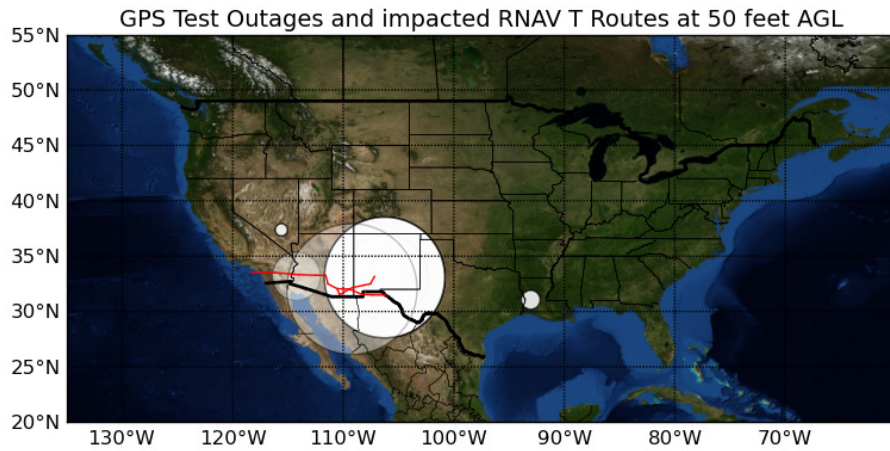 GPS Test Outages and impacted RNAV T Routes at 50 feet AGL
55°N
50°N
45°N
40°N
35°N
30°N
25°N
20°N
130°W 120°W 110°W 100°W 90°W 80°W 70°W